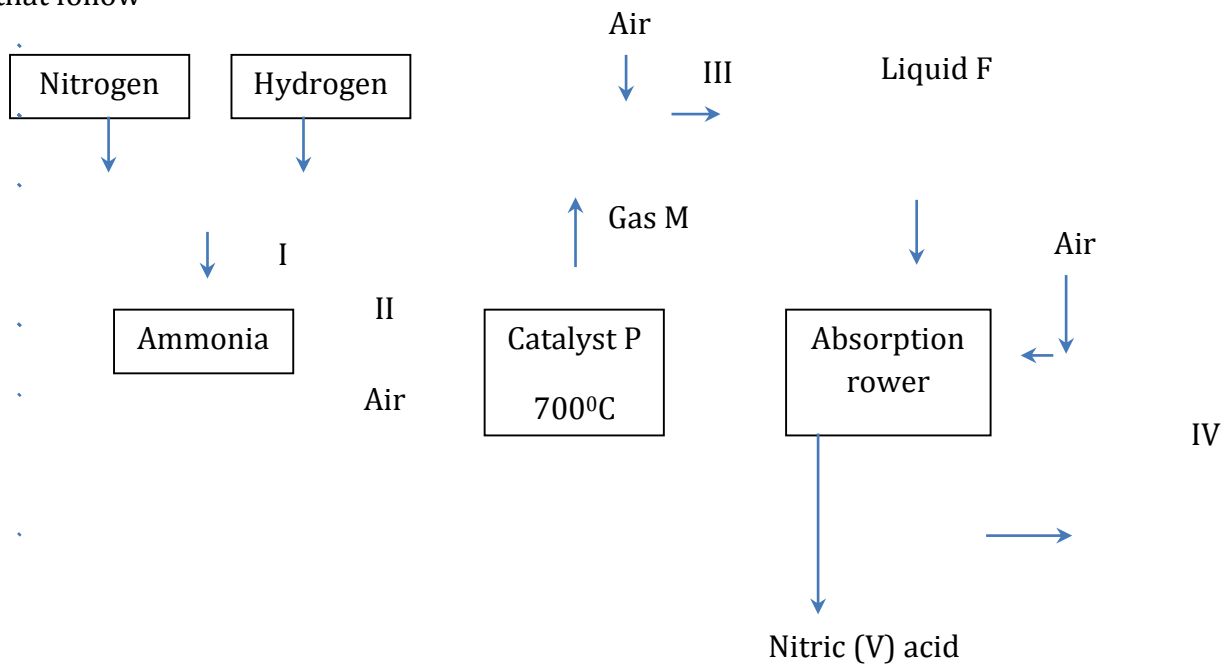 that follow
Air
Nitrogen
Hydrogen
III
Liquid F
Gas M
Air
I
II
Ammonia
Catalyst P
700⁰C
Absorption
rower
Air
IV
Nitric (V) acid